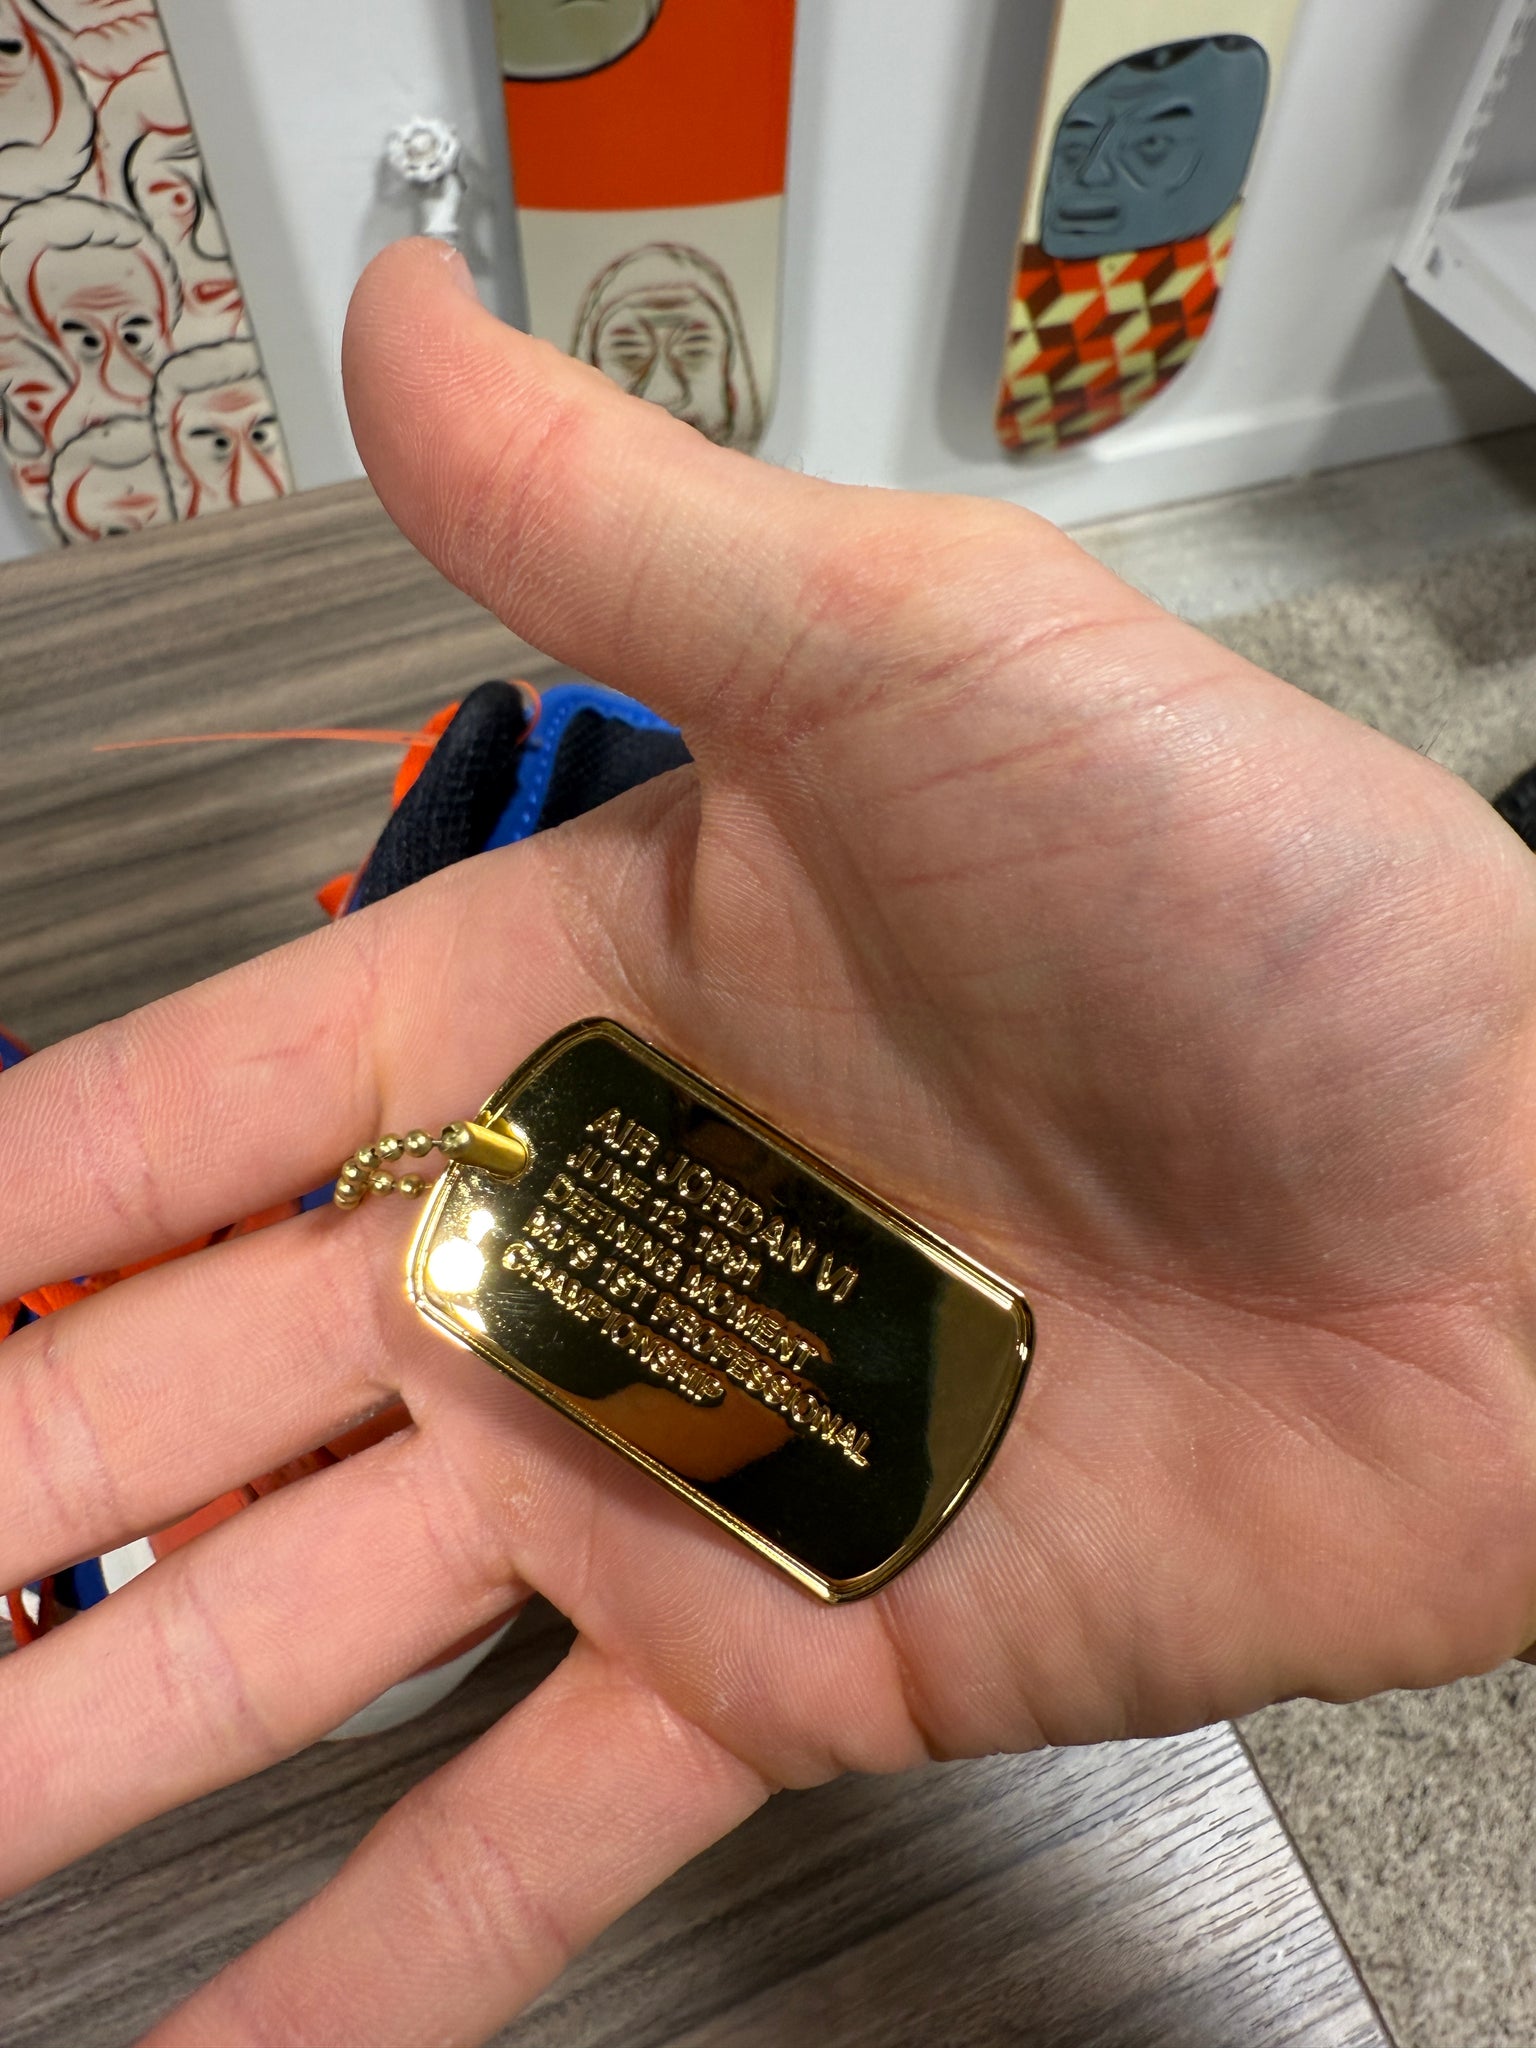 AIR JORDAN VI
JUNE 12, 1991
DEFINING MOMENT
MJ'S 1ST PROFESSIONAL
CHAMPIONSHIP